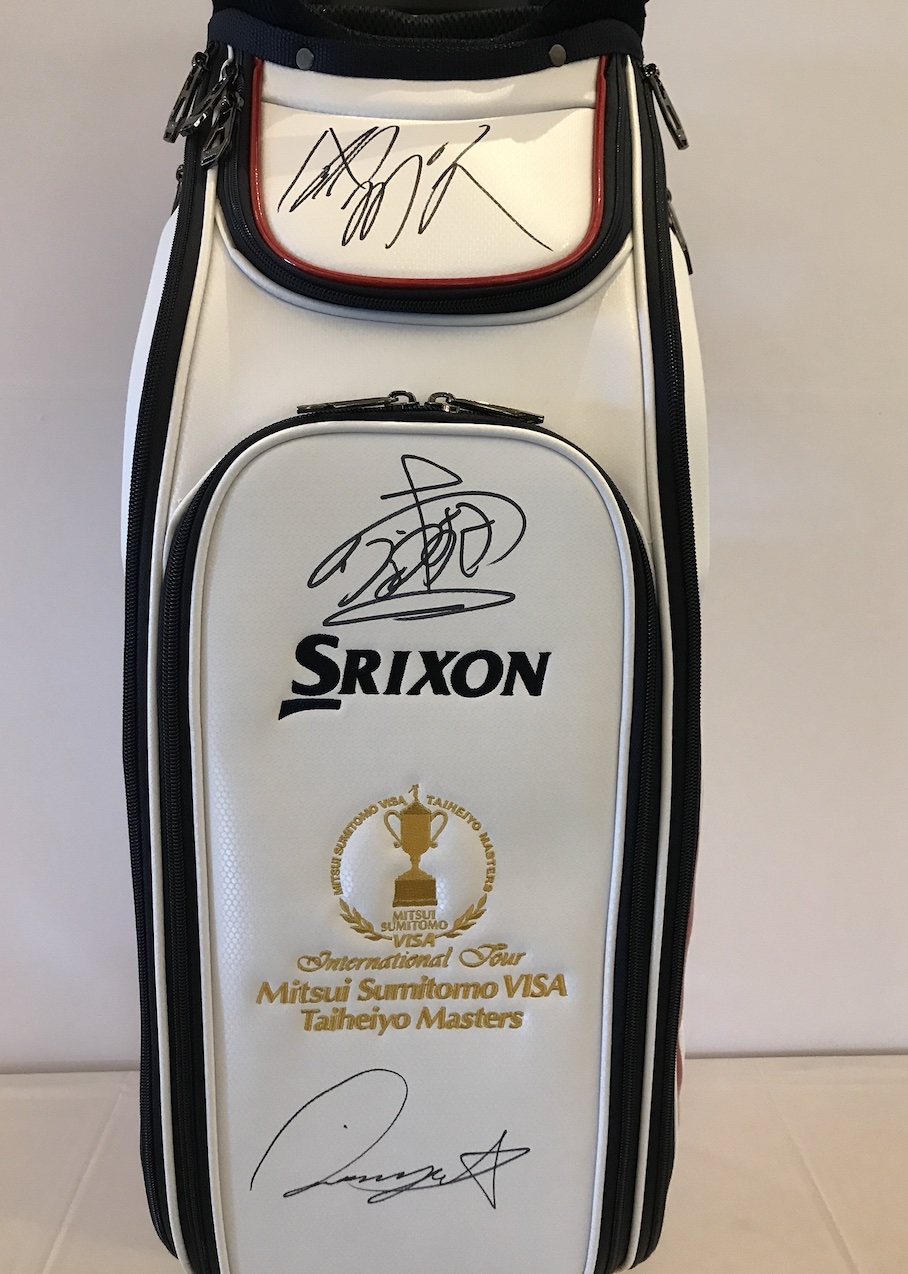 SRIXON
MITSUI SUMITOMO VISA TAIHEIYO MASTERS
MITSUI
SUMITOMO
VISA
International Tour
Mitsui Sumitomo VISA
Taiheiyo Masters